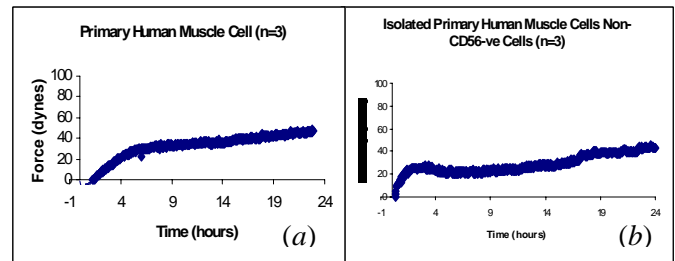 Primary Human Muscle Cell (n=3)
Force (dynes)
100
80
60
40
20
0
-1 4 9 14 19 24
Time (hours)
(a)
Isolated Primary Human Muscle Cells Non-
CD56-ve Cells (n=3)
100
80
60
40
20
0
-1 4 9 14 19 24
Time (hours)
(b)